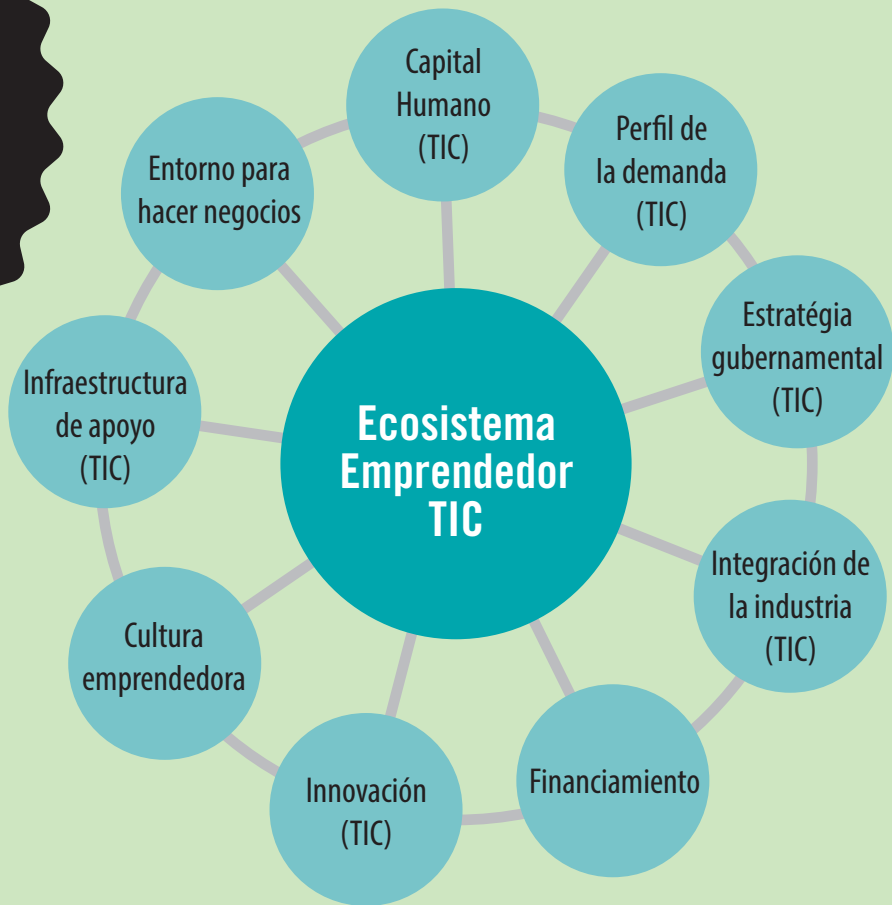 Capital
Humano
(TIC)
Perfil de
la demanda
(TIC)
Estratégia
gubernamental
(TIC)
Integración de
la industria
(TIC)
Financiamiento
Innovación
(TIC)
Cultura
emprendedora
Infraestructura
de apoyo
(TIC)
Entorno para
hacer negocios
Ecosistema
Emprendedor
TIC